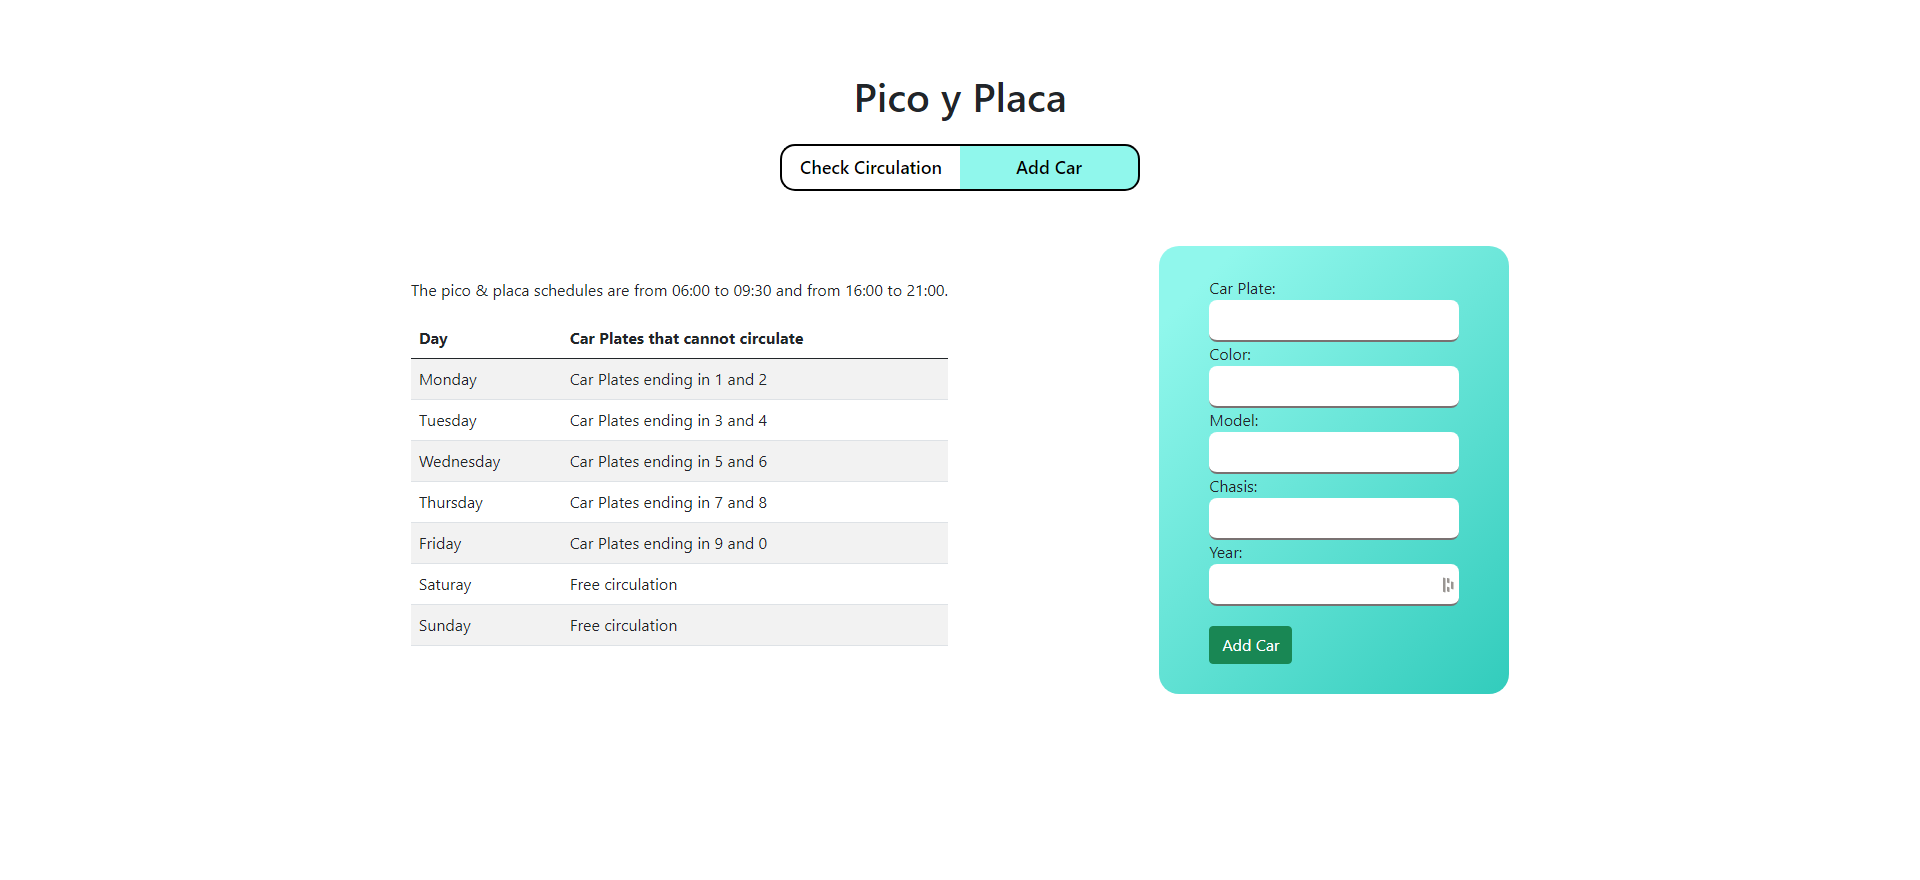 Pico y Placa
Check Circulation Add Car
The pico & placa schedules are from 06:00 to 09:30 and from 16:00 to 21:00.
Day Car Plates that cannot circulate
Monday Car Plates ending in 1 and 2
Tuesday Car Plates ending in 3 and 4
Wednesday Car Plates ending in 5 and 6
Thursday Car Plates ending in 7 and 8
Friday Car Plates ending in 9 and 0
Saturay Free circulation
Sunday Free circulation
Car Plate:
Color:
Model:
Chasis:
Year:
Add Car